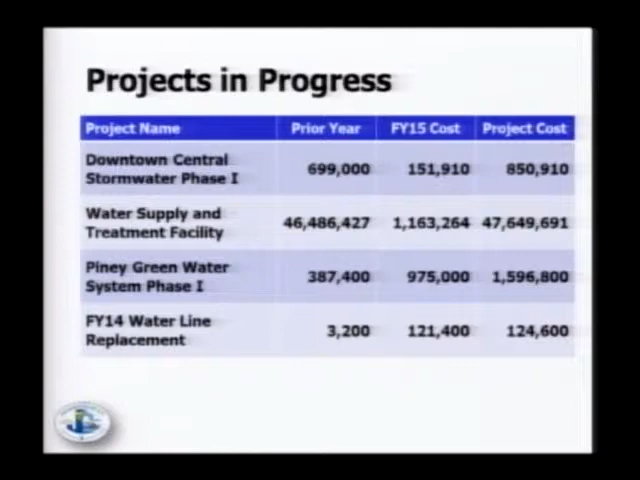 Projects in Progress
Project Name Prior Year FY15 Cost Project Cost
Downtown Central
Stormwater Phase I 699,000 151,910 850,910
Water Supply and
Treatment Facility 46,486,427 1,163,264 47,649,691
Piney Green Water
System Phase I 387,400 975,000 1,596,800
FY14 Water Line
Replacement 3,200 121,400 124,600